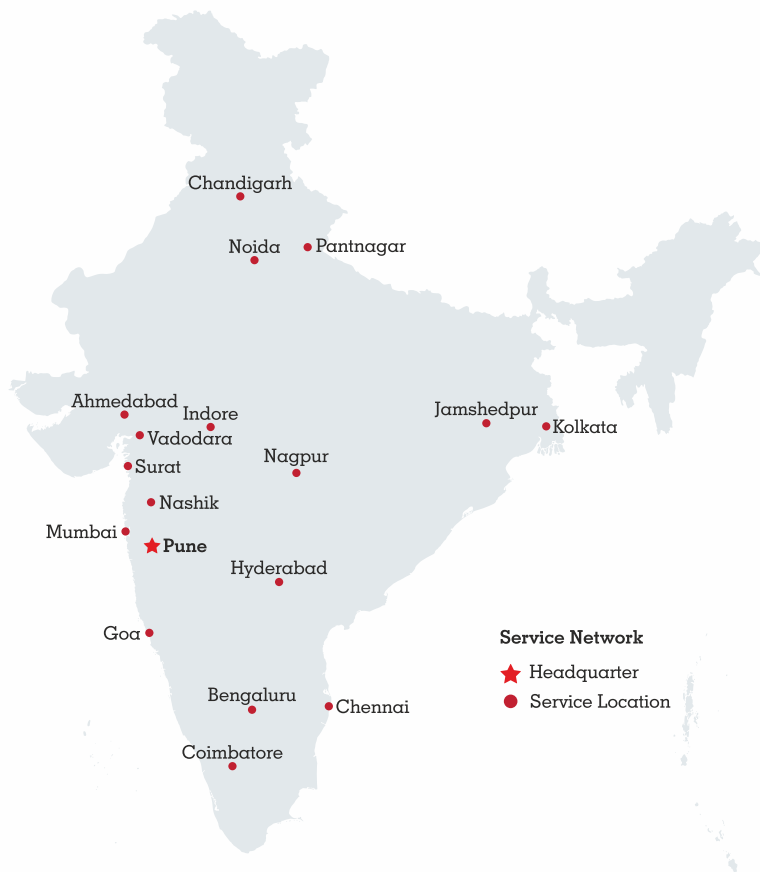 Chandigarh
Noida
Pantnagar
Ahmedabad
Indore
Vadodara
Jamshedpur
Kolkata
Nagpur
Surat
Nashik
Mumbai
Pune
Hyderabad
Goa
Service Network
Headquarter
Service Location
Bengaluru
Chennai
Coimbatore